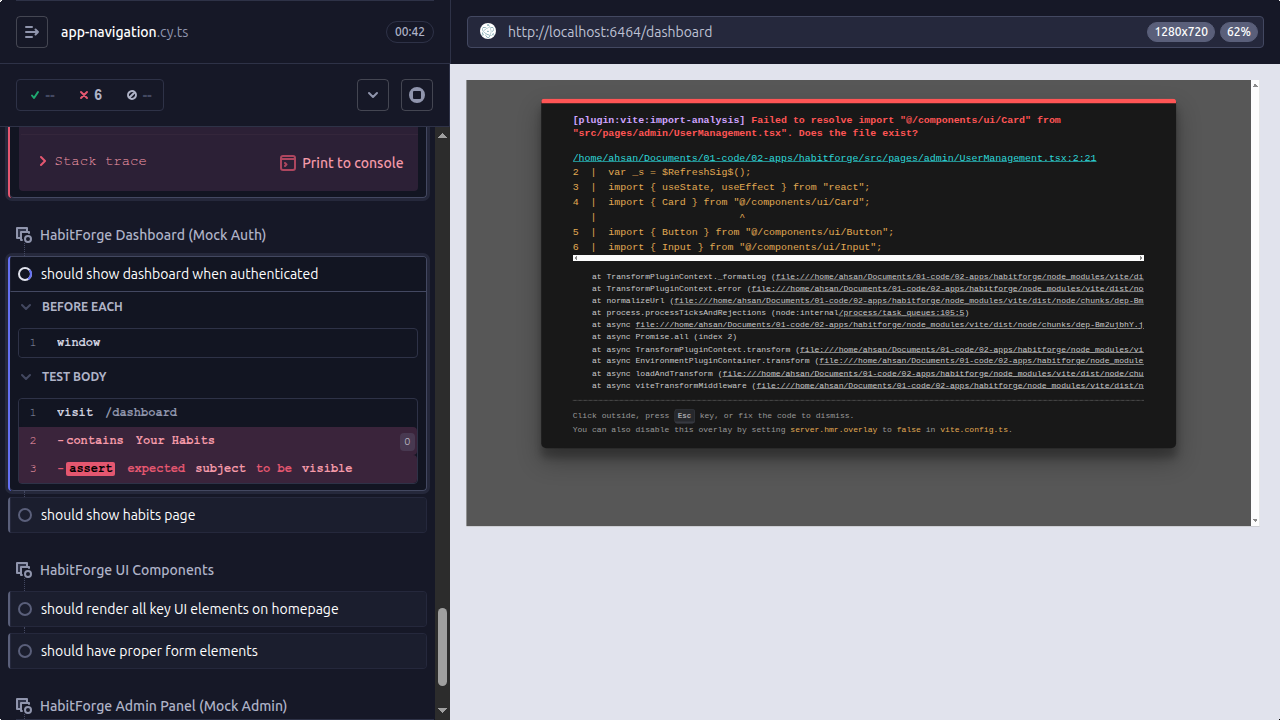 app-navigation.cy.ts
00:42
✓ --
✕ 6
⊘ --
Stack trace
Print to console
HabitForge Dashboard (Mock Auth)
should show dashboard when authenticated
BEFORE EACH
1 window
TEST BODY
1 visit /dashboard
2 -contains Your Habits 0
3 -assert expected subject to be visible
should show habits page
HabitForge UI Components
should render all key UI elements on homepage
should have proper form elements
HabitForge Admin Panel (Mock Admin)
http://localhost:6464/dashboard
1280x720
62%
[plugin:vite:import-analysis] Failed to resolve import "@/components/ui/Card" from
"src/pages/admin/UserManagement.tsx". Does the file exist?
/home/ahsan/Documents/01-code/02-apps/habitforge/src/pages/admin/UserManagement.tsx:2:21
2 | var _s = $RefreshSig$();
3 | import { useState, useEffect } from "react";
4 | import { Card } from "@/components/ui/Card";
| ^
5 | import { Button } from "@/components/ui/Button";
6 | import { Input } from "@/components/ui/Input";
at TransformPluginContext._formatLog (file:///home/ahsan/Documents/01-code/02-apps/habitforge/node_modules/vite/di
at TransformPluginContext.error (file:///home/ahsan/Documents/01-code/02-apps/habitforge/node_modules/vite/dist/no
at normalizeUrl (file:///home/ahsan/Documents/01-code/02-apps/habitforge/node_modules/vite/dist/node/chunks/dep-Bm
at process.processTicksAndRejections (node:internal/process/task_queues:105:5)
at async file:///home/ahsan/Documents/01-code/02-apps/habitforge/node_modules/vite/dist/node/chunks/dep-Bm2ujbhY.j
at async Promise.all (index 2)
at async TransformPluginContext.transform (file:///home/ahsan/Documents/01-code/02-apps/habitforge/node_modules/vi
at async EnvironmentPluginContainer.transform (file:///home/ahsan/Documents/01-code/02-apps/habitforge/node_module
at async loadAndTransform (file:///home/ahsan/Documents/01-code/02-apps/habitforge/node_modules/vite/dist/node/chu
at async viteTransformMiddleware (file:///home/ahsan/Documents/01-code/02-apps/habitforge/node_modules/vite/dist/n
Click outside, press Esc key, or fix the code to dismiss.
You can also disable this overlay by setting server.hmr.overlay to false in vite.config.ts.